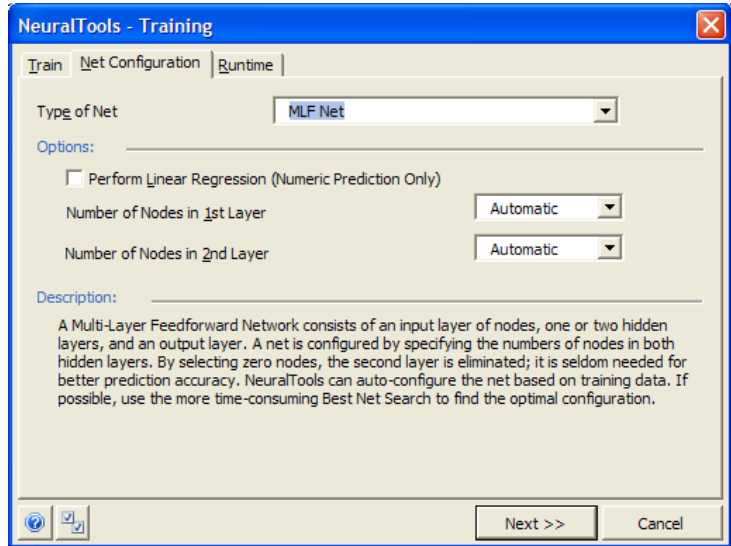 NeuralTools - Training
Train Net Configuration Runtime
Type of Net MLF Net
Options:
Perform Linear Regression (Numeric Prediction Only)
Number of Nodes in 1st Layer Automatic
Number of Nodes in 2nd Layer Automatic
Description:
A Multi-Layer Feedforward Network consists of an input layer of nodes, one or two hidden
layers, and an output layer. A net is configured by specifying the numbers of nodes in both
hidden layers. By selecting zero nodes, the second layer is eliminated; it is seldom needed for
better prediction accuracy. NeuralTools can auto-configure the net based on training data. If
possible, use the more time-consuming Best Net Search to find the optimal configuration.
Next >> Cancel